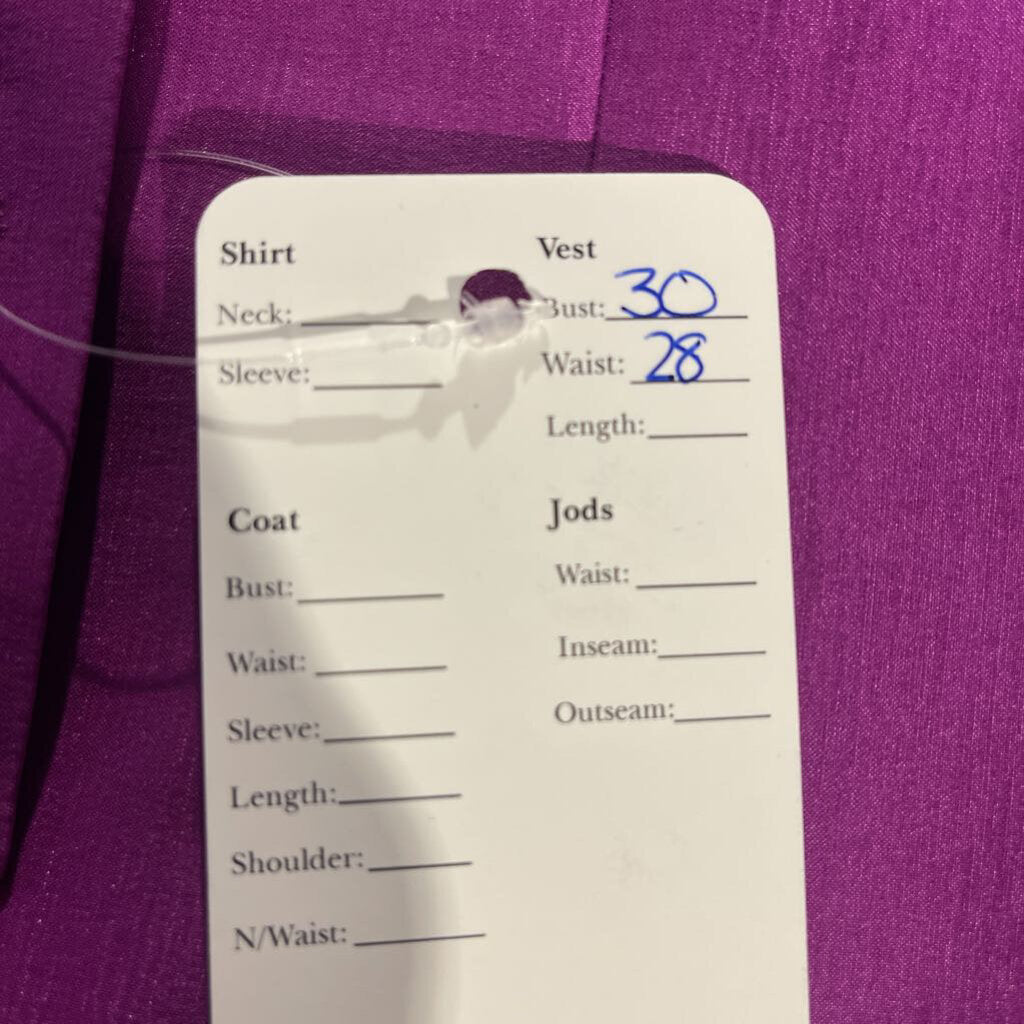 Shirt
Neck:
Sleeve:
Vest
Bust: 30
Waist: 28
Length:
Coat
Bust:
Waist:
Sleeve:
Length:
Shoulder:
N/Waist:
Jods
Waist:
Inseam:
Outseam: